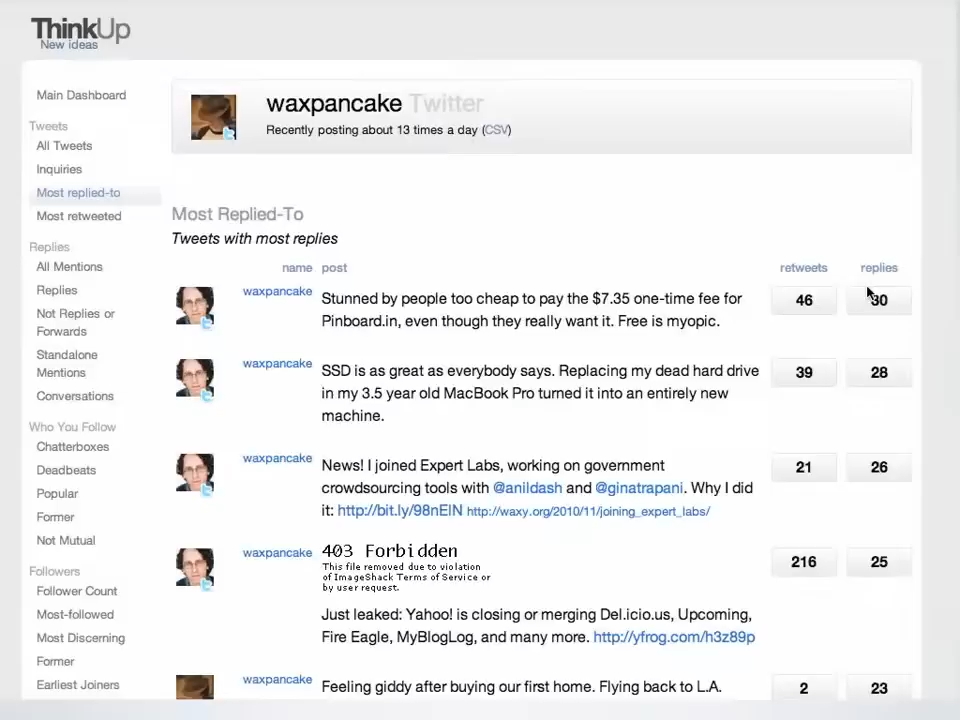 ThinkUp
New ideas
Main Dashboard
Tweets
All Tweets
Inquiries
Most replied-to
Most retweeted
Replies
All Mentions
Replies
Not Replies or
Forwards
Standalone
Mentions
Conversations
Who You Follow
Chatterboxes
Deadbeats
Popular
Former
Not Mutual
Followers
Follower Count
Most-followed
Most Discerning
Former
Earliest Joiners
waxpancake Twitter
Recently posting about 13 times a day (CSV)
Most Replied-To
Tweets with most replies
name post retweets replies
waxpancake Stunned by people too cheap to pay the $7.35 one-time fee for 46 30
Pinboard.in, even though they really want it. Free is myopic.
waxpancake SSD is as great as everybody says. Replacing my dead hard drive 39 28
in my 3.5 year old MacBook Pro turned it into an entirely new
machine.
waxpancake News! I joined Expert Labs, working on government 21 26
crowdsourcing tools with @anildash and @ginatrapani. Why I did
it: http://bit.ly/98nEIN http://waxy.org/2010/11/joining_expert_labs/
waxpancake 403 Forbidden 216 25
This file removed due to violation
of ImageShack Terms of Service or
by user request.
Just leaked: Yahoo! is closing or merging Del.icio.us, Upcoming,
Fire Eagle, MyBlogLog, and many more. http://yfrog.com/h3z89p
waxpancake Feeling giddy after buying our first home. Flying back to L.A. 2 23